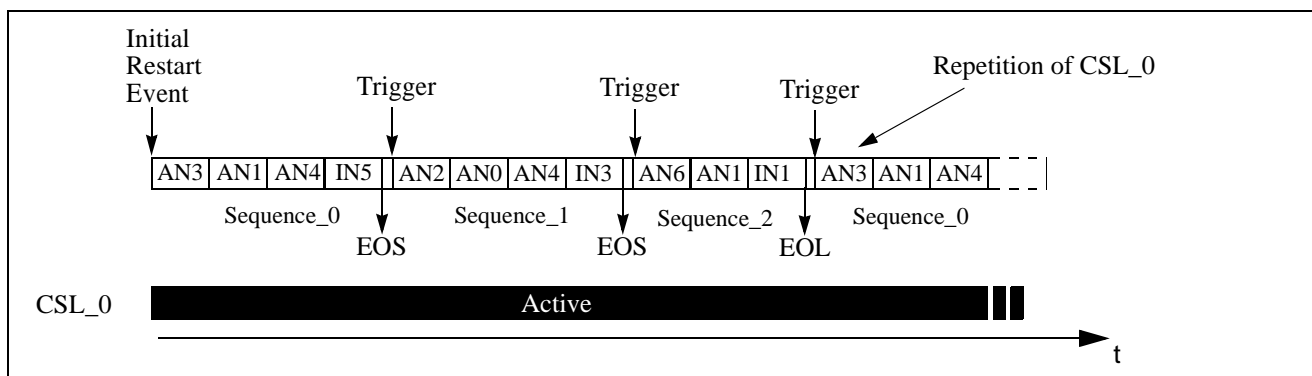 Initial
Restart
Event
Trigger
Trigger
Trigger
Repetition of CSL_0
AN3 AN1 AN4 IN5 AN2 AN0 AN4 IN3 AN6 AN1 IN1 AN3 AN1 AN4
Sequence_0 Sequence_1 Sequence_2 Sequence_0
EOS EOS EOL
CSL_0 Active
t